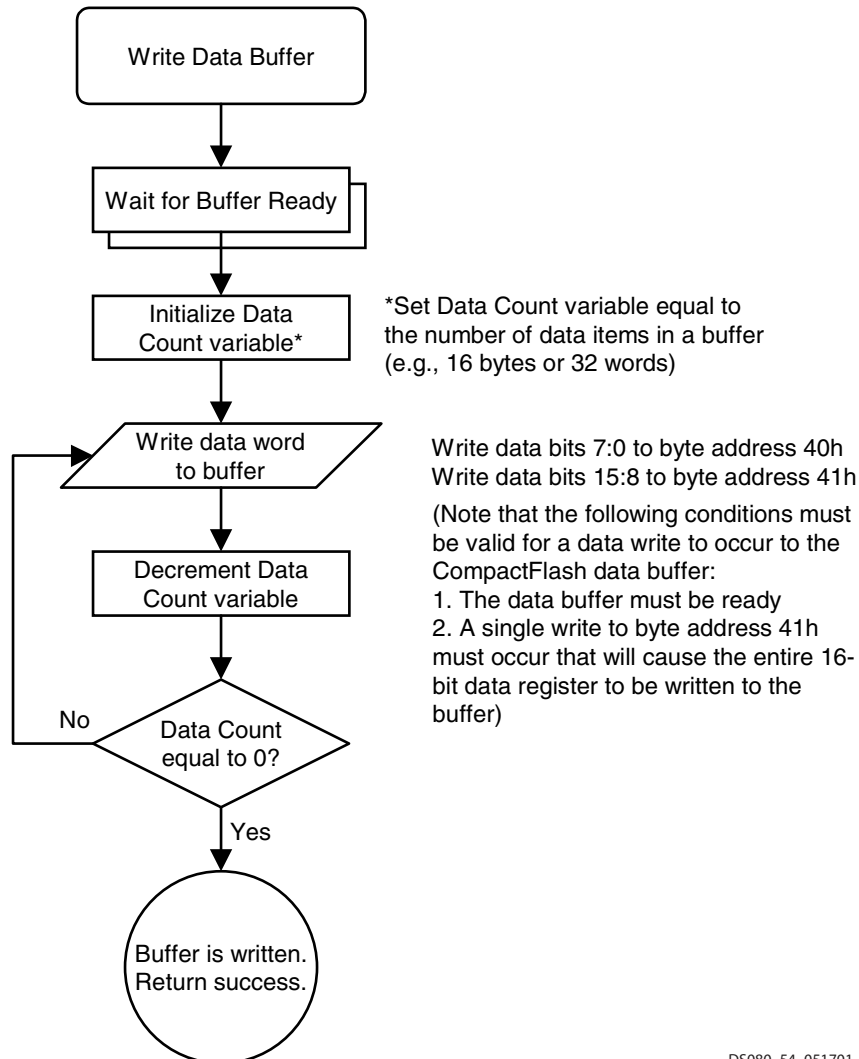 Write Data Buffer
Wait for Buffer Ready
Initialize Data
Count variable*
*Set Data Count variable equal to
the number of data items in a buffer
(e.g., 16 bytes or 32 words)
Write data word
to buffer
Write data bits 7:0 to byte address 40h
Write data bits 15:8 to byte address 41h
(Note that the following conditions must
be valid for a data write to occur to the
CompactFlash data buffer:
1. The data buffer must be ready
2. A single write to byte address 41h
must occur that will cause the entire 16-
bit data register to be written to the
buffer)
Decrement Data
Count variable
No
Data Count
equal to 0?
Yes
Buffer is written.
Return success.